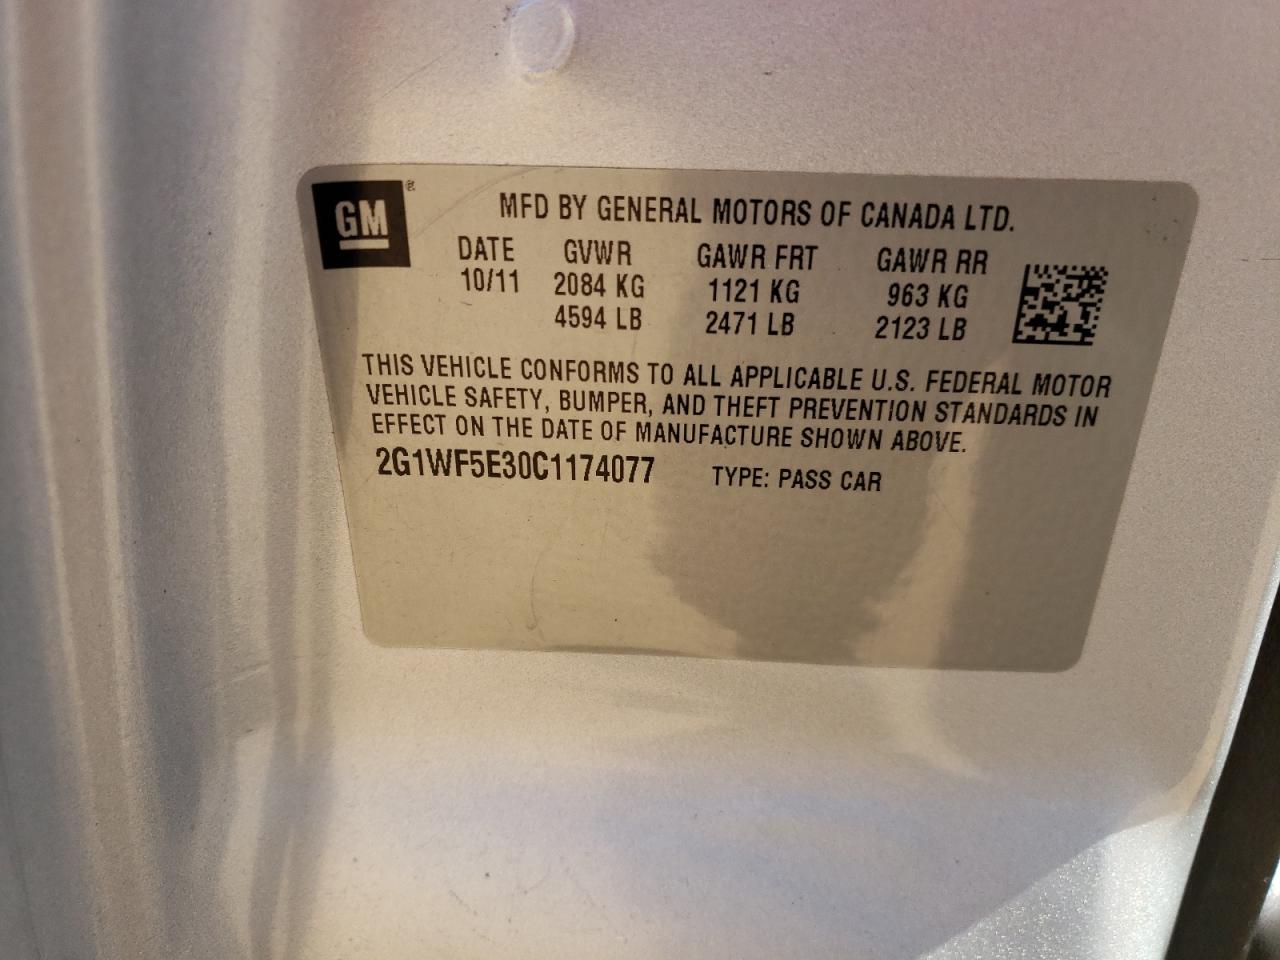 GM
MFD BY GENERAL MOTORS OF CANADA LTD.
DATE GVWR GAWR FRT GAWR RR
10/11 2084 KG 1121 KG 963 KG
4594 LB 2471 LB 2123 LB
THIS VEHICLE CONFORMS TO ALL APPLICABLE U.S. FEDERAL MOTOR
VEHICLE SAFETY, BUMPER, AND THEFT PREVENTION STANDARDS IN
EFFECT ON THE DATE OF MANUFACTURE SHOWN ABOVE.
2G1WF5E30C1174077 TYPE: PASS CAR